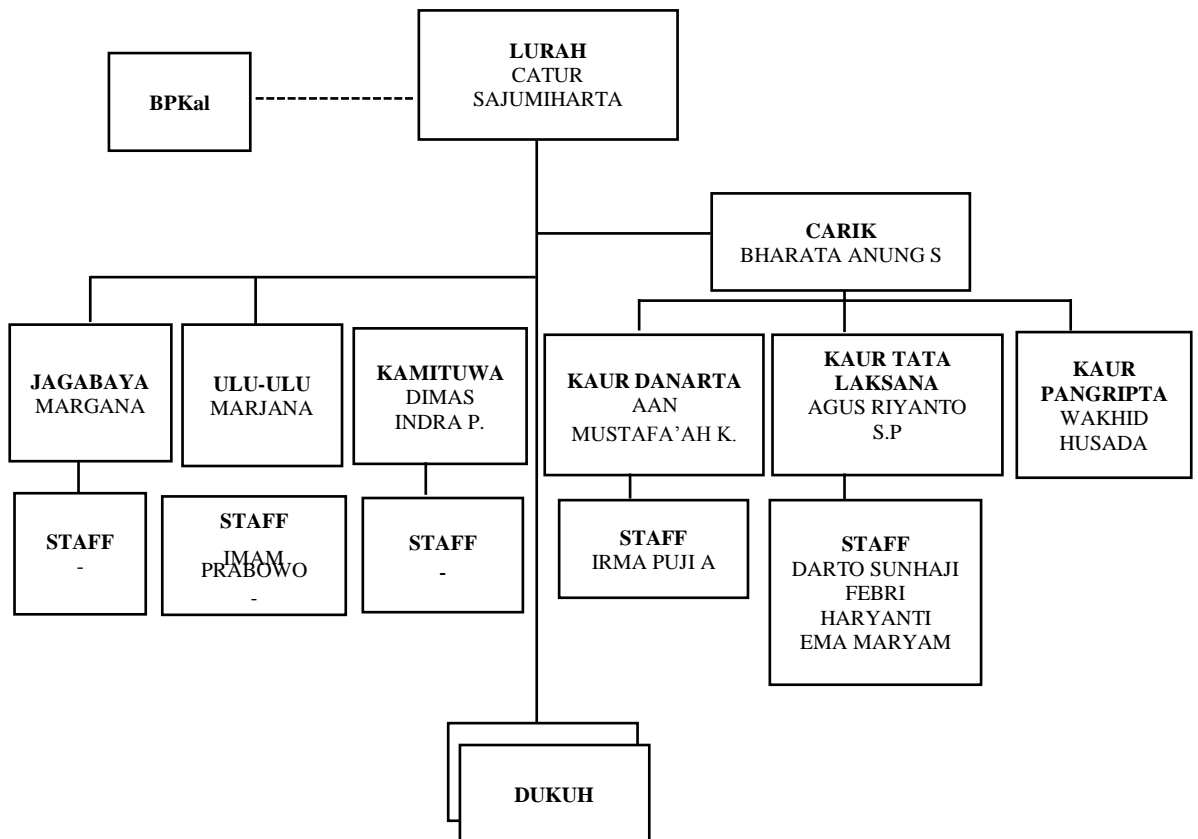 LURAH
CATUR
SAJUMIHARTA
BPKal
CARIK
BHARATA ANUNG S
JAGABAYA
MARGANA
ULU-ULU
MARJANA
KAMITUWA
DIMAS
INDRA P.
KAUR DANARTA
AAN
MUSTAFA’AH K.
KAUR TATA
LAKSANA
AGUS RIYANTO
S.P
KAUR
PANGRIPTA
WAKHID
HUSADA
STAFF
-
STAFF
IMAM
PRABOWO
-
STAFF
-
STAFF
IRMA PUJI A
STAFF
DARTO SUNHAJI
FEBRI
HARYANTI
EMA MARYAM
DUKUH